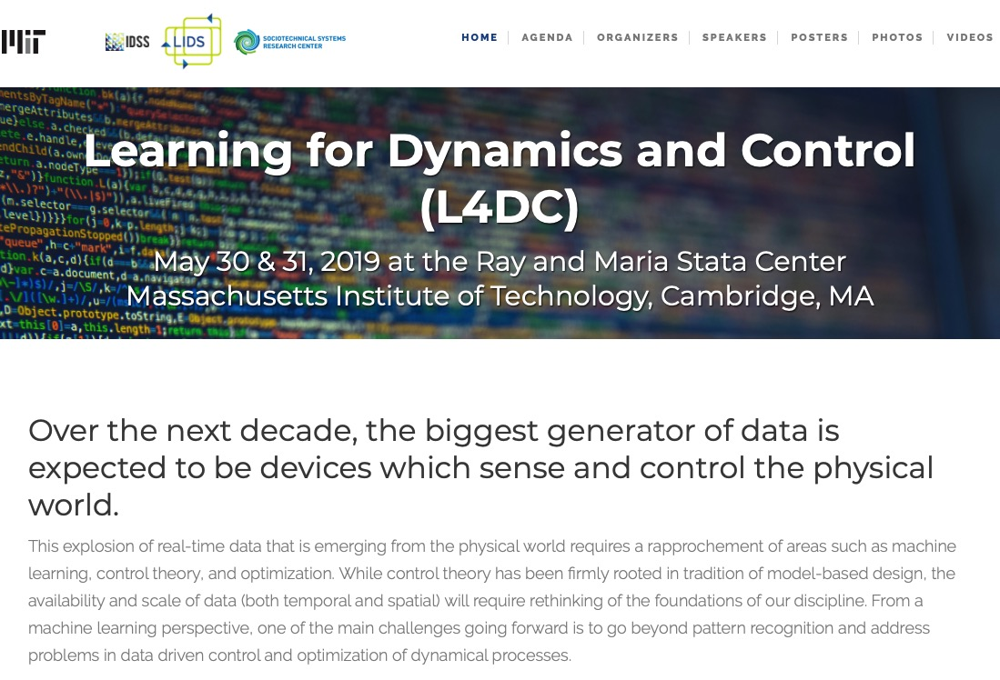 MIT
IDSS
LIDS
SOCIOTECHNICAL SYSTEMS
RESEARCH CENTER
HOME
AGENDA
ORGANIZERS
SPEAKERS
POSTERS
PHOTOS
VIDEOS
Learning for Dynamics and Control
(L4DC)
May 30 & 31, 2019 at the Ray and Maria Stata Center
Massachusetts Institute of Technology, Cambridge, MA
Over the next decade, the biggest generator of data is
expected to be devices which sense and control the physical
world.
This explosion of real-time data that is emerging from the physical world requires a rapprochement of areas such as machine
learning, control theory, and optimization. While control theory has been firmly rooted in tradition of model-based design, the
availability and scale of data (both temporal and spatial) will require rethinking of the foundations of our discipline. From a
machine learning perspective, one of the main challenges going forward is to go beyond pattern recognition and address
problems in data driven control and optimization of dynamical processes.